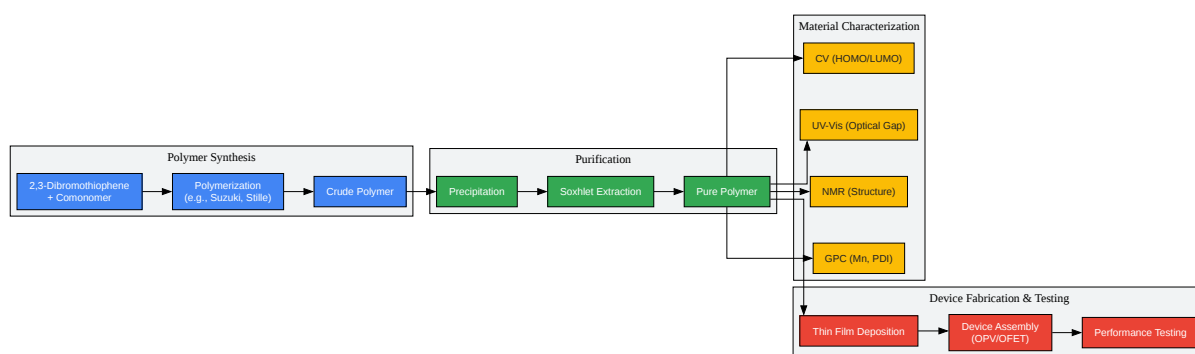 Material Characterization
CV (HOMO/LUMO)
UV-Vis (Optical Gap)
NMR (Structure)
GPC (Mn, PDI)
Polymer Synthesis
2,3-Dibromothiophene
+ Comonomer
Polymerization
(e.g., Suzuki, Stille)
Crude Polymer
Purification
Precipitation
Soxhlet Extraction
Pure Polymer
Device Fabrication & Testing
Thin Film Deposition
Device Assembly
(OPV/OFET)
Performance Testing